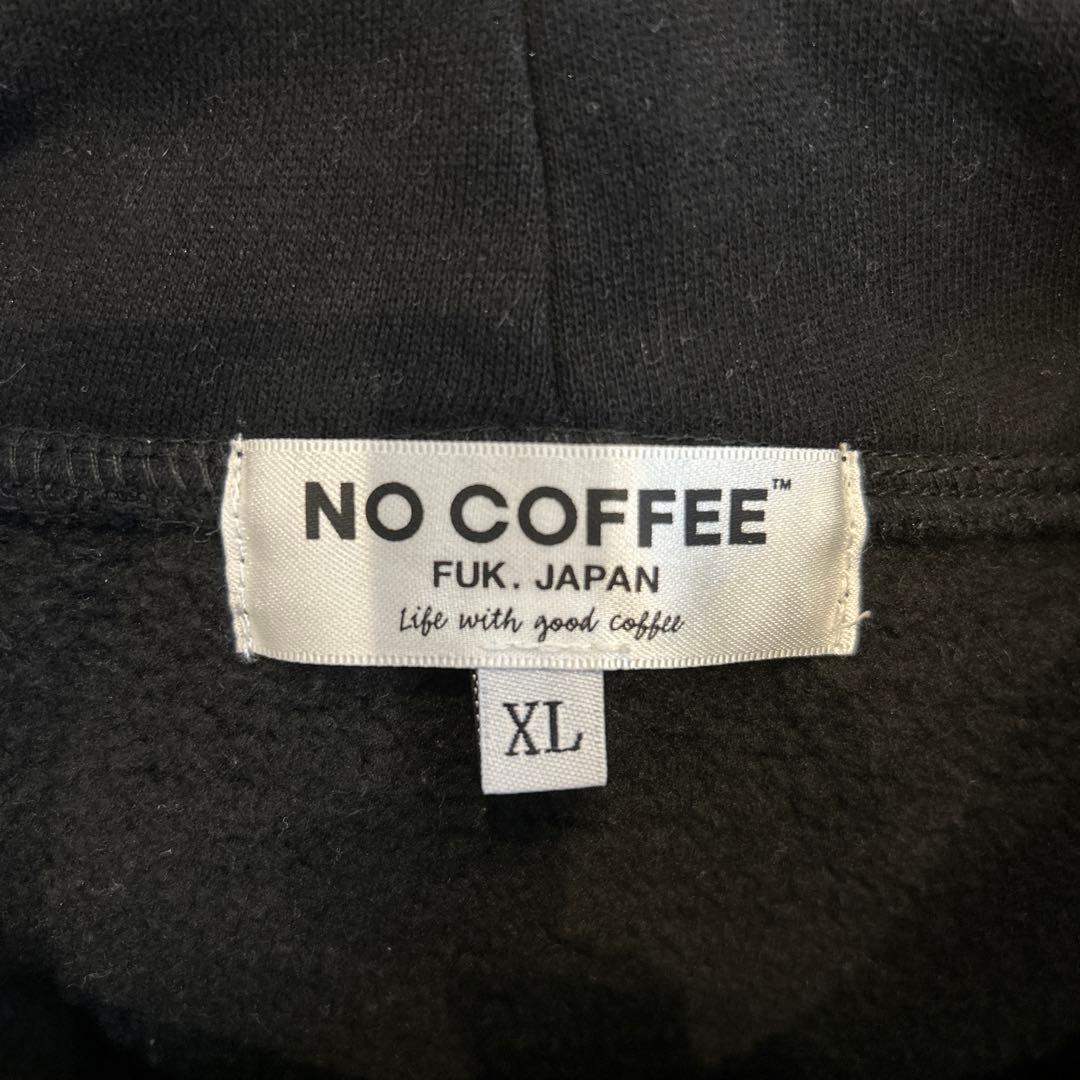 NO COFFEE™
FUK. JAPAN
Life with good coffee
XL